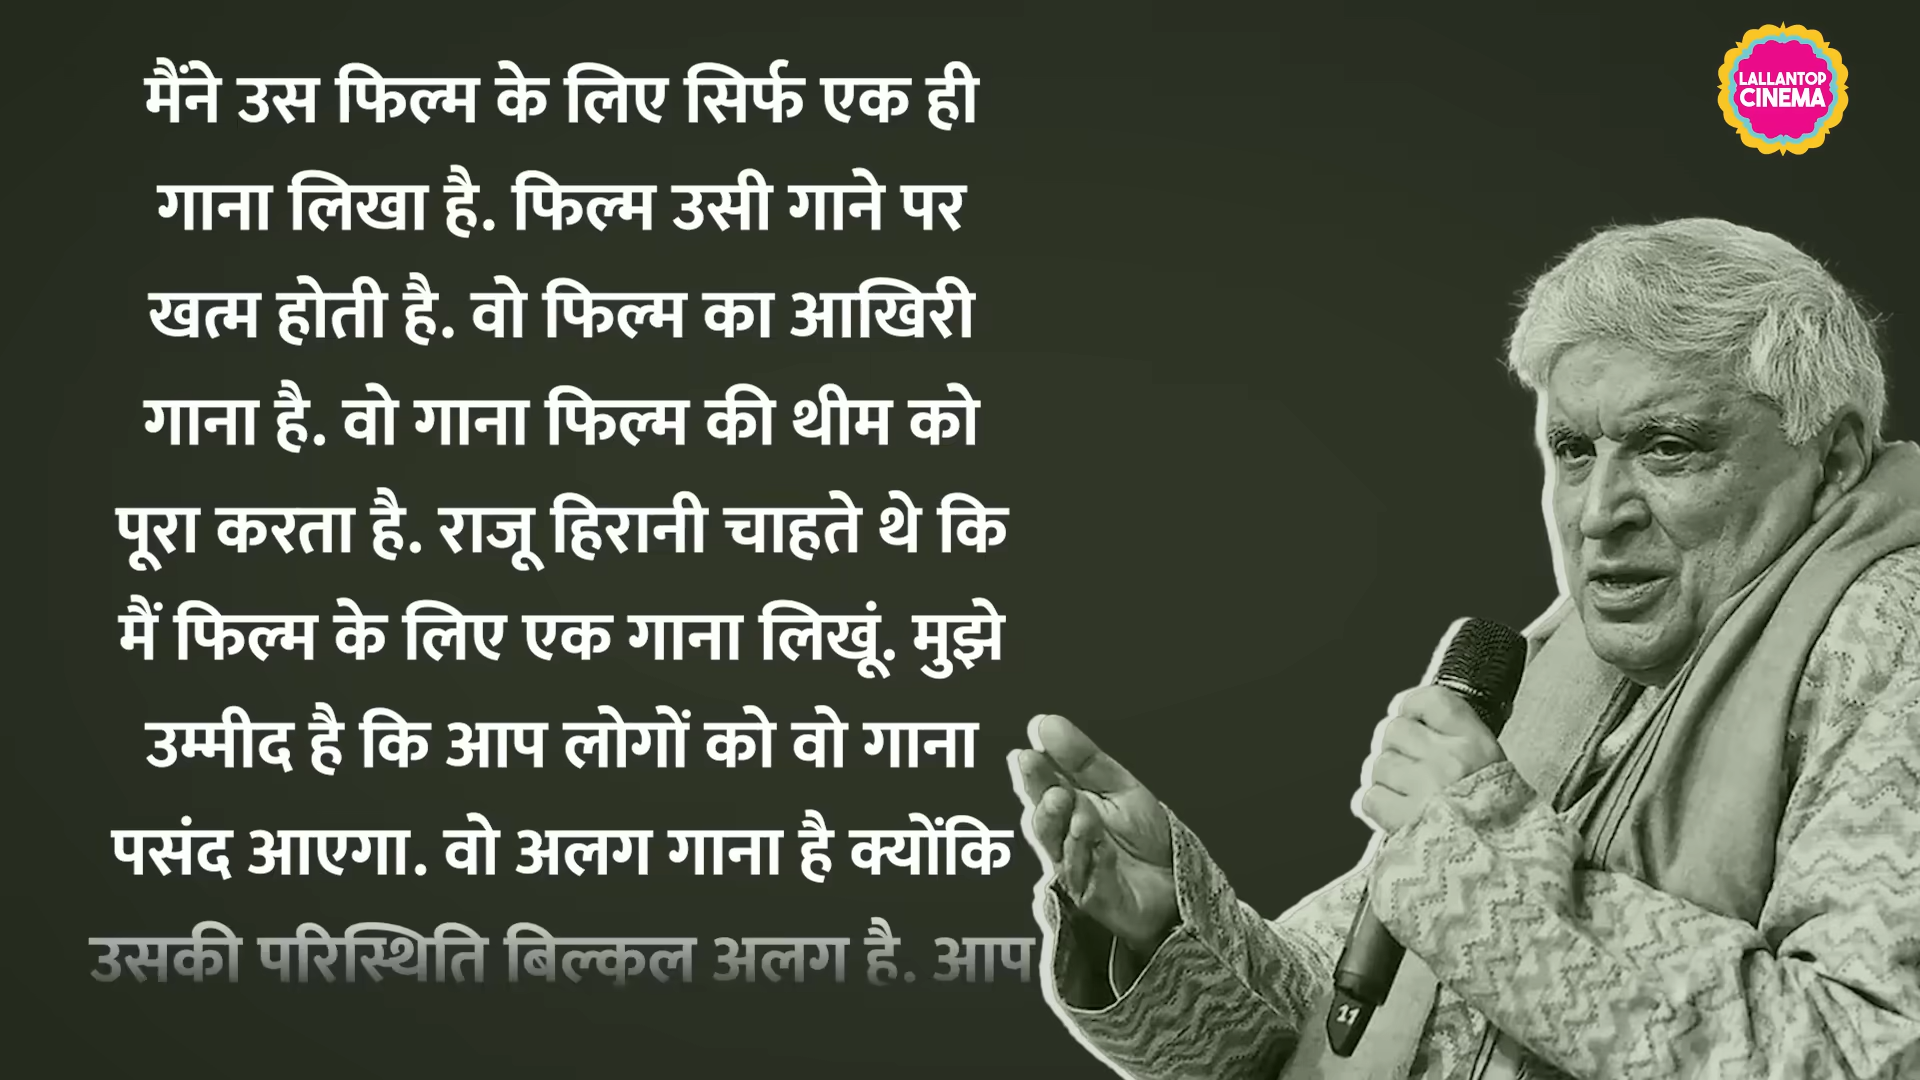 मैंने उस फिल्म के लिए सिर्फ एक ही
गाना लिखा है. फिल्म उसी गाने पर
खत्म होती है. वो फिल्म का आखिरी
गाना है. वो गाना फिल्म की थीम को
पूरा करता है. राजू हिरानी चाहते थे कि
मैं फिल्म के लिए एक गाना लिखूं. मुझे
उम्मीद है कि आप लोगों को वो गाना
पसंद आएगा. वो अलग गाना है क्योंकि
उसकी परिस्थिति बिल्कुल अलग है. आप
LALLANTOP
CINEMA
11